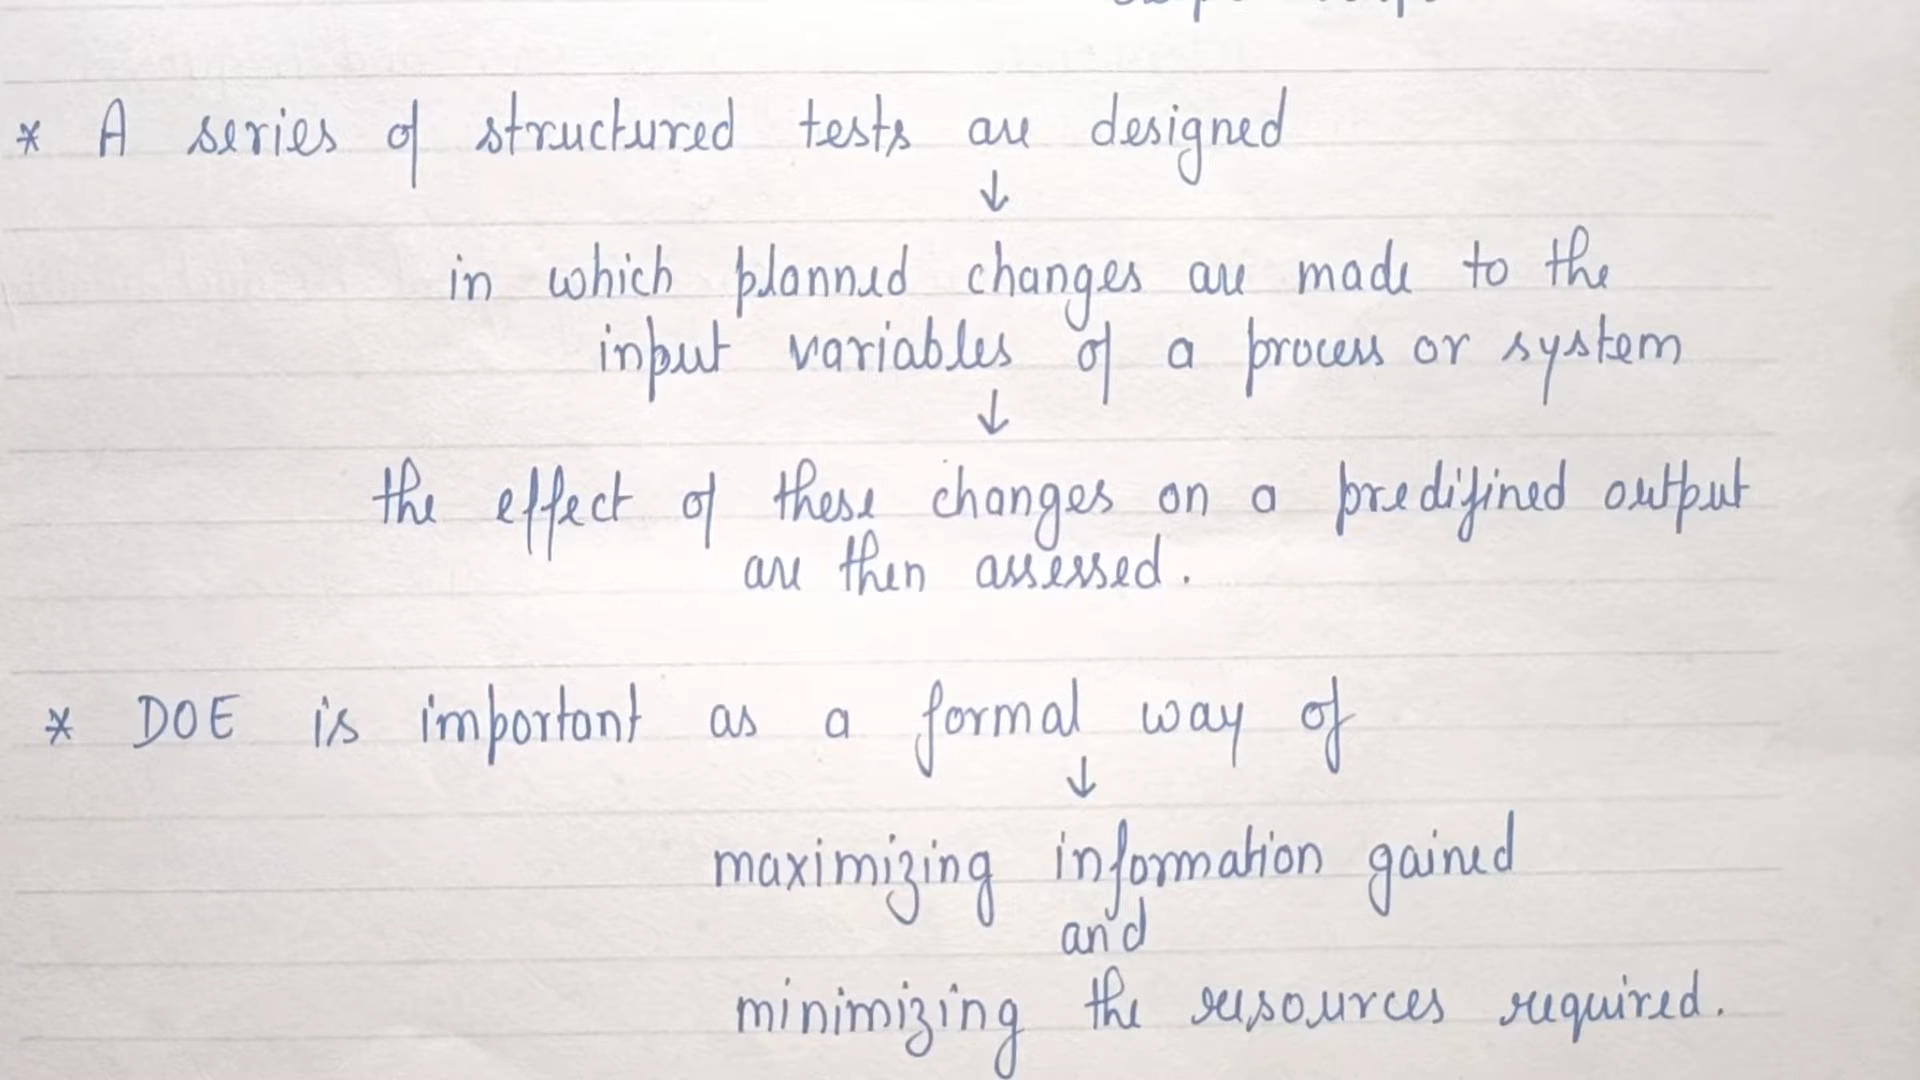 * A series of structured tests are designed
↓
in which planned changes are made to the
input variables of a process or system
↓
the effect of these changes on a predifined output
are then assessed.
* DOE is important as a formal way of
↓
maximizing information gained
and
minimizing the resources required.